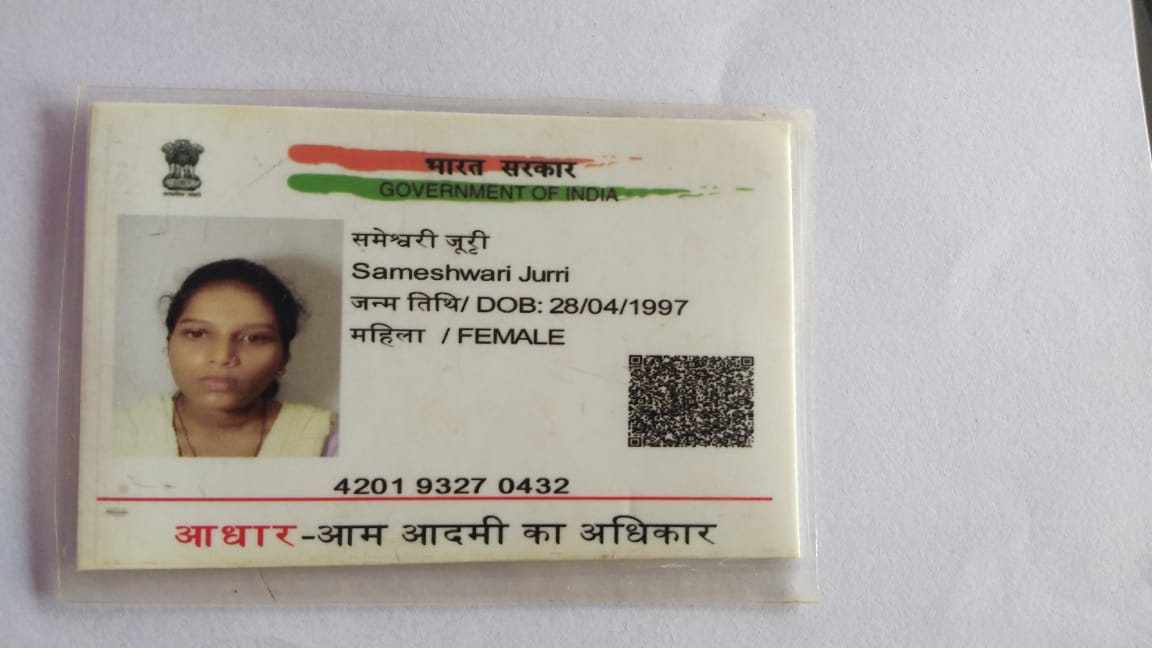 भारत सरकार
GOVERNMENT OF INDIA
समेश्वरी जूर्री
Sameshwari Jurri
जन्म तिथि/ DOB: 28/04/1997
महिला / FEMALE
4201 9327 0432
आधार-आम आदमी का अधिकार